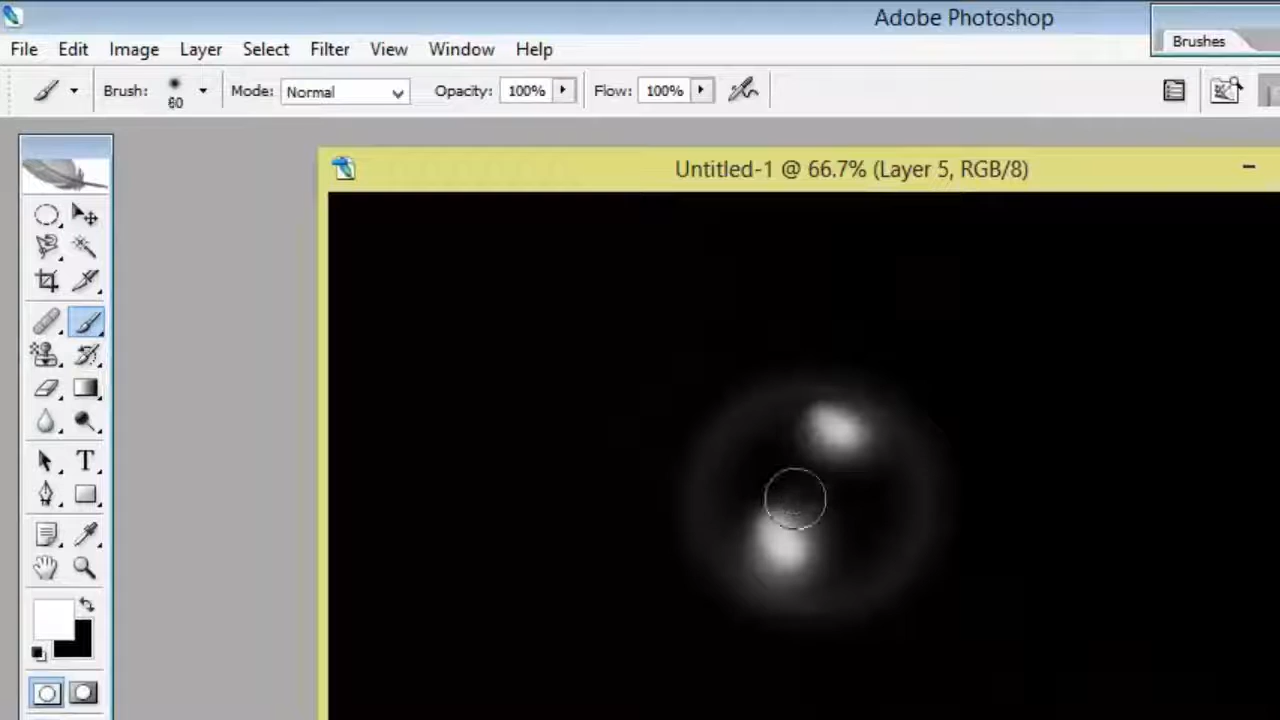 Adobe Photoshop
Brushes
File Edit Image Layer Select Filter View Window Help
Brush: 60 Mode: Normal Opacity: 100% Flow: 100%
Untitled-1 @ 66.7% (Layer 5, RGB/8)
T